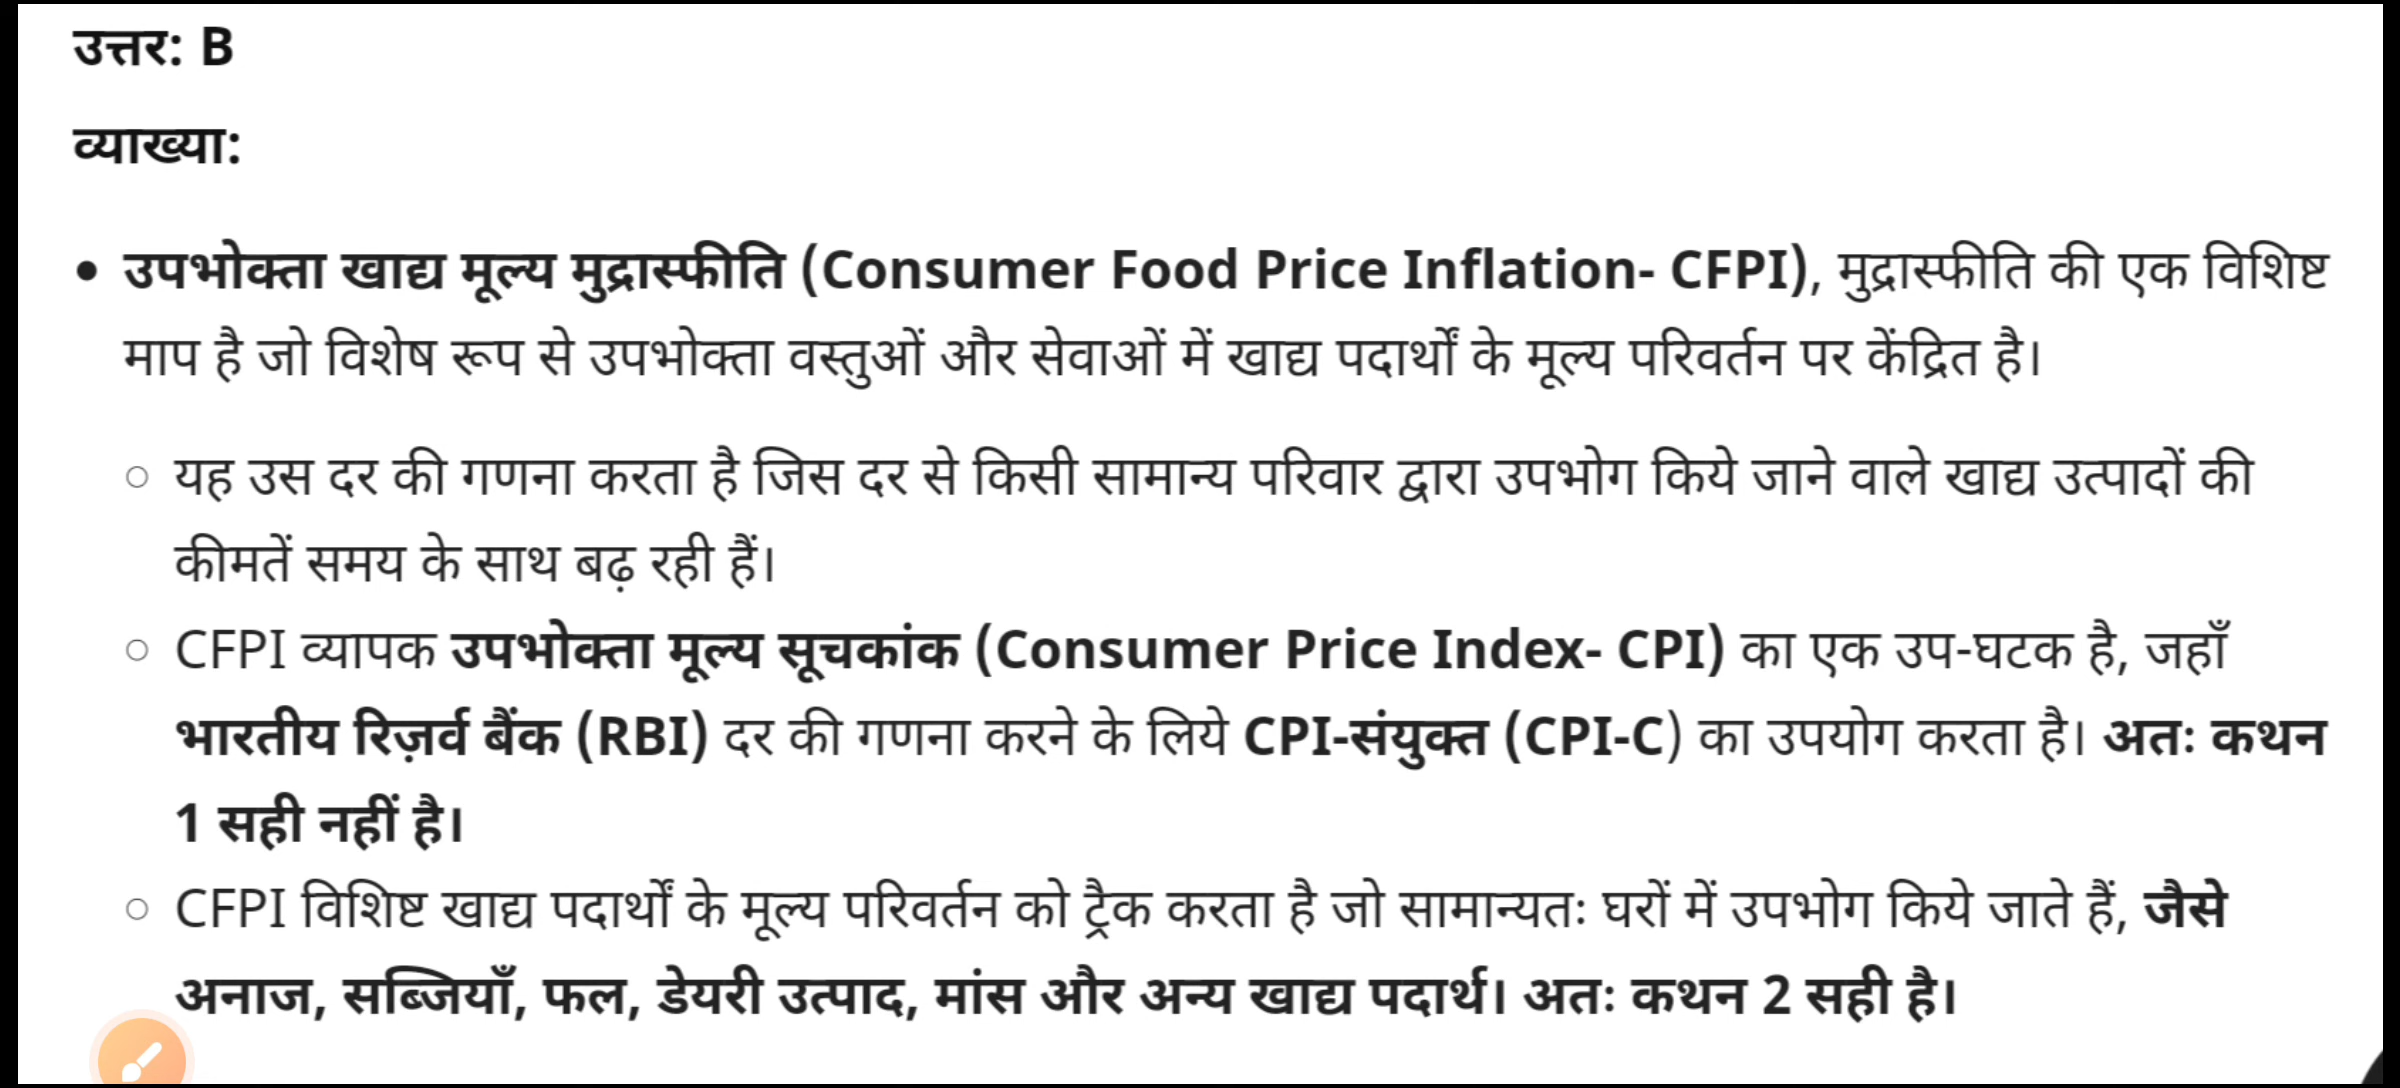 उत्तर: B
व्याख्या:
• उपभोक्ता खाद्य मूल्य मुद्रास्फीति (Consumer Food Price Inflation- CFPI), मुद्रास्फीति की एक विशिष्ट
माप है जो विशेष रूप से उपभोक्ता वस्तुओं और सेवाओं में खाद्य पदार्थों के मूल्य परिवर्तन पर केंद्रित है।
○ यह उस दर की गणना करता है जिस दर से किसी सामान्य परिवार द्वारा उपभोग किये जाने वाले खाद्य उत्पादों की
कीमतें समय के साथ बढ़ रही हैं।
○ CFPI व्यापक उपभोक्ता मूल्य सूचकांक (Consumer Price Index- CPI) का एक उप-घटक है, जहाँ
भारतीय रिज़र्व बैंक (RBI) दर की गणना करने के लिये CPI-संयुक्त (CPI-C) का उपयोग करता है। अतः कथन
1 सही नहीं है।
○ CFPI विशिष्ट खाद्य पदार्थों के मूल्य परिवर्तन को ट्रैक करता है जो सामान्यतः घरों में उपभोग किये जाते हैं, जैसे
अनाज, सब्जियाँ, फल, डेयरी उत्पाद, मांस और अन्य खाद्य पदार्थ। अतः कथन 2 सही है।